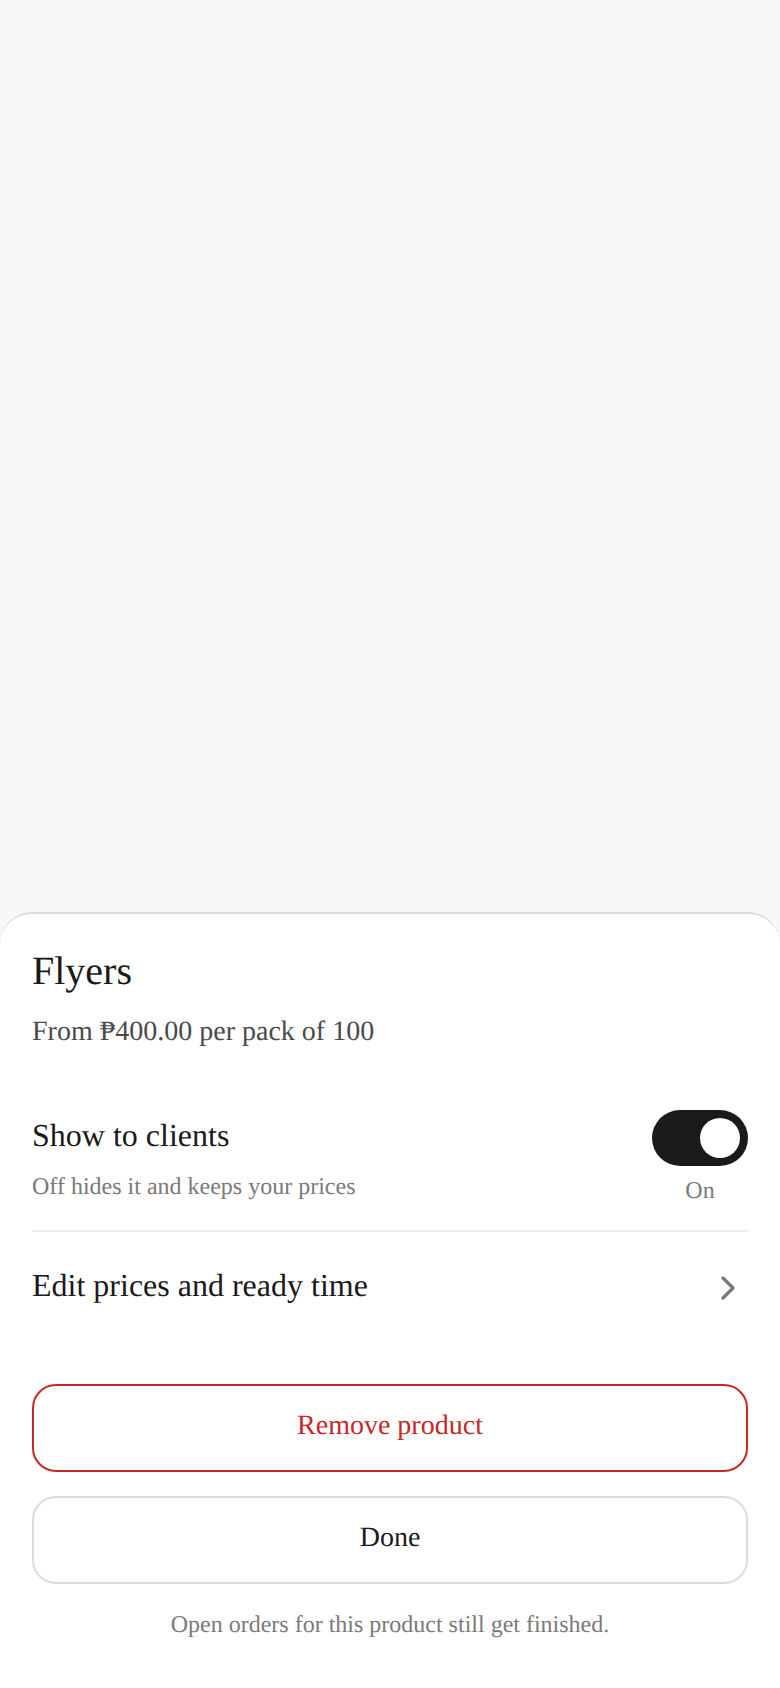 Flyers
From ₱400.00 per pack of 100
Show to clients
Off hides it and keeps your prices
On
Edit prices and ready time
Remove product
Done
Open orders for this product still get finished.